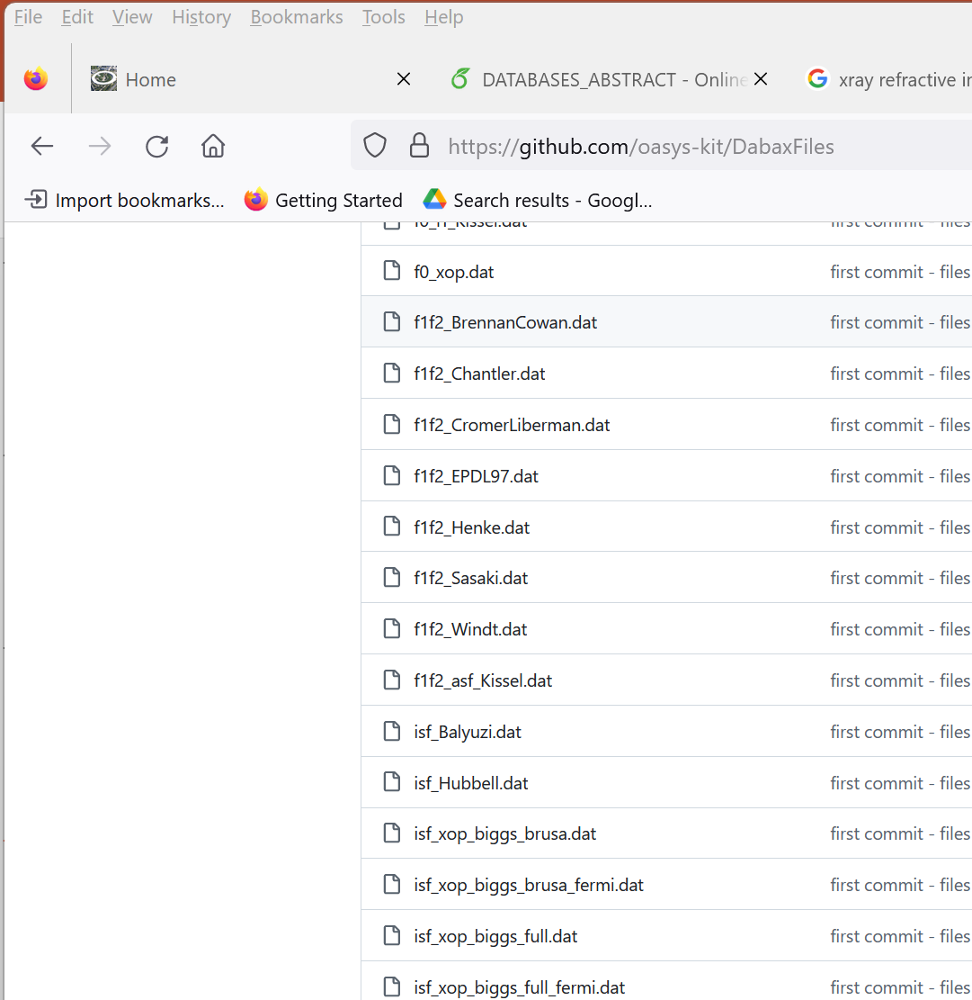 File Edit View History Bookmarks Tools Help
Home DATABASES_ABSTRACT - Online xray refractive in
https://github.com/oasys-kit/DabaxFiles
Import bookmarks... Getting Started Search results - Googl...
f0_rf_Kissel.dat first commit - files
f0_xop.dat first commit - files
f1f2_BrennanCowan.dat first commit - files
f1f2_Chantler.dat first commit - files
f1f2_CromerLiberman.dat first commit - files
f1f2_EPDL97.dat first commit - files
f1f2_Henke.dat first commit - files
f1f2_Sasaki.dat first commit - files
f1f2_Windt.dat first commit - files
f1f2_asf_Kissel.dat first commit - files
isf_Balyuzi.dat first commit - files
isf_Hubbell.dat first commit - files
isf_xop_biggs_brusa.dat first commit - files
isf_xop_biggs_brusa_fermi.dat first commit - files
isf_xop_biggs_full.dat first commit - files
isf_xop_biggs_full_fermi.dat first commit - files